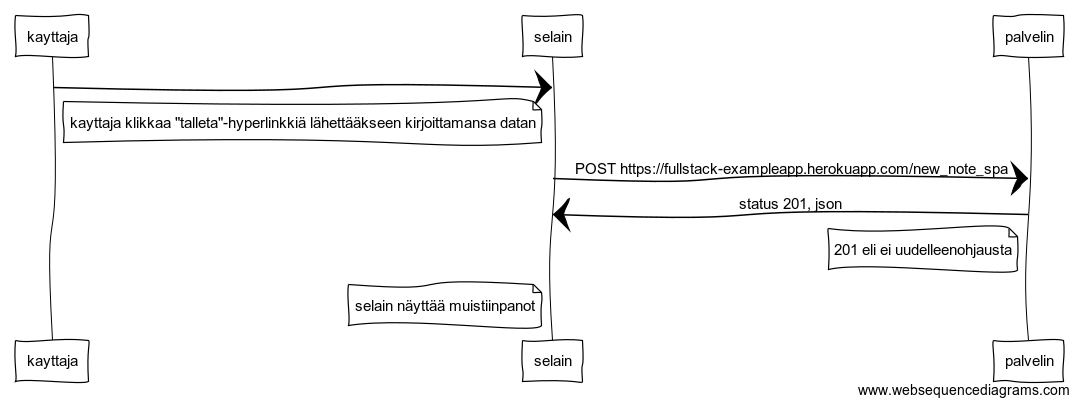 kayttaja
selain
palvelin
kayttaja klikkaa "talleta"-hyperlinkkiä lähettääkseen kirjoittamansa datan
POST https://fullstack-exampleapp.herokuapp.com/new_note_spa
status 201, json
201 eli ei uudelleenohjausta
selain näyttää muistiinpanot
kayttaja
selain
palvelin
www.websequencediagrams.com